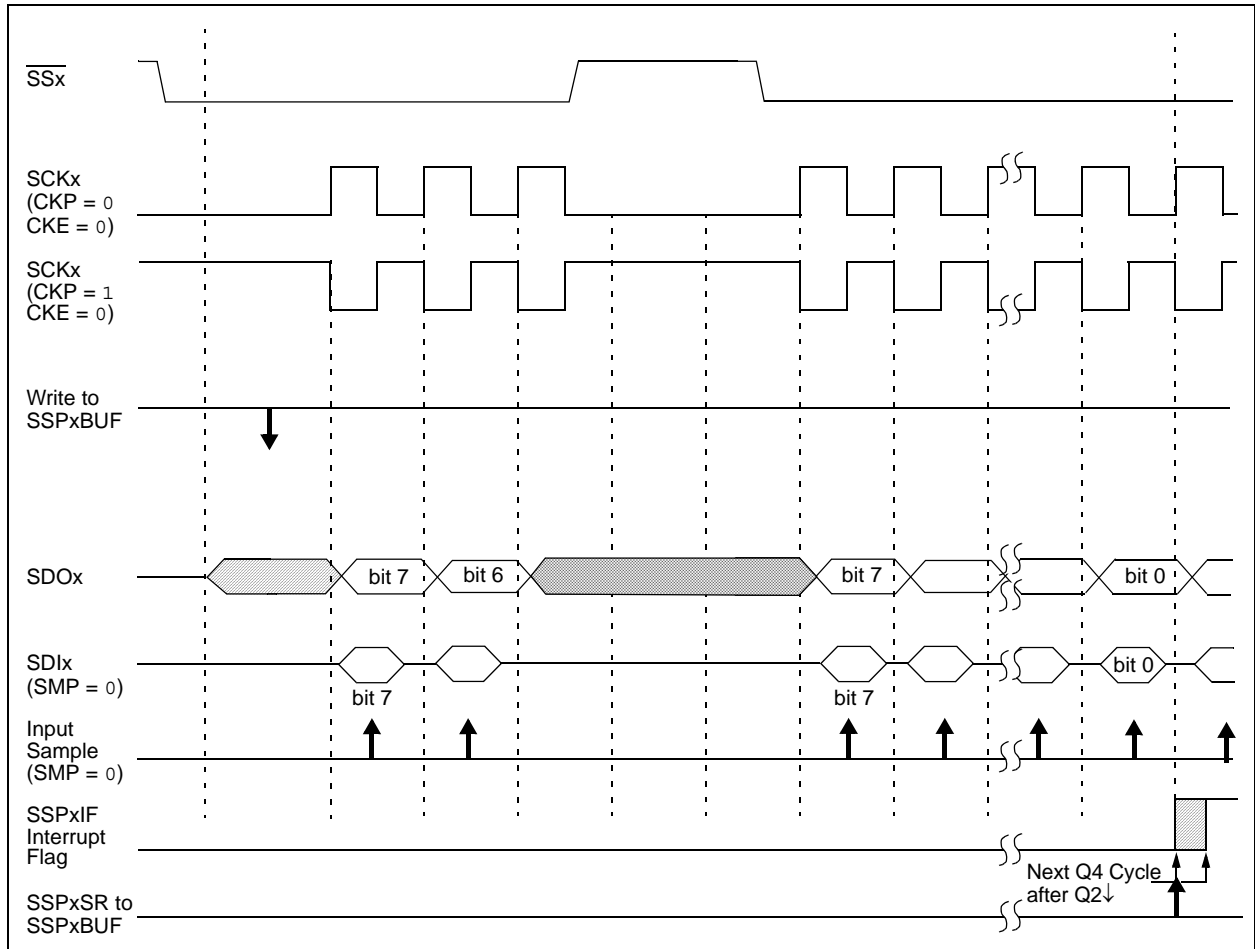 SSx
SCKx
(CKP = 0
CKE = 0)
SCKx
(CKP = 1
CKE = 0)
Write to
SSPxBUF
SDOx
bit 7
bit 6
bit 7
bit 0
SDIx
(SMP = 0)
bit 7
bit 7
bit 0
Input
Sample
(SMP = 0)
SSPxIF
Interrupt
Flag
Next Q4 Cycle
after Q2↓
SSPxSR to
SSPxBUF